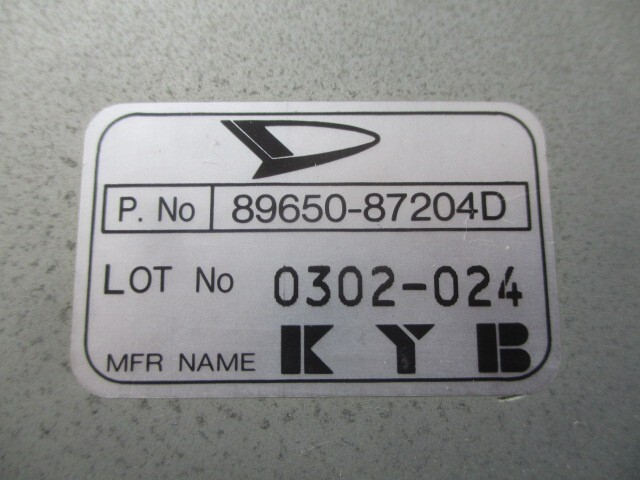 P. No 89650-87204D
LOT No 0302-024
MFR NAME KYB